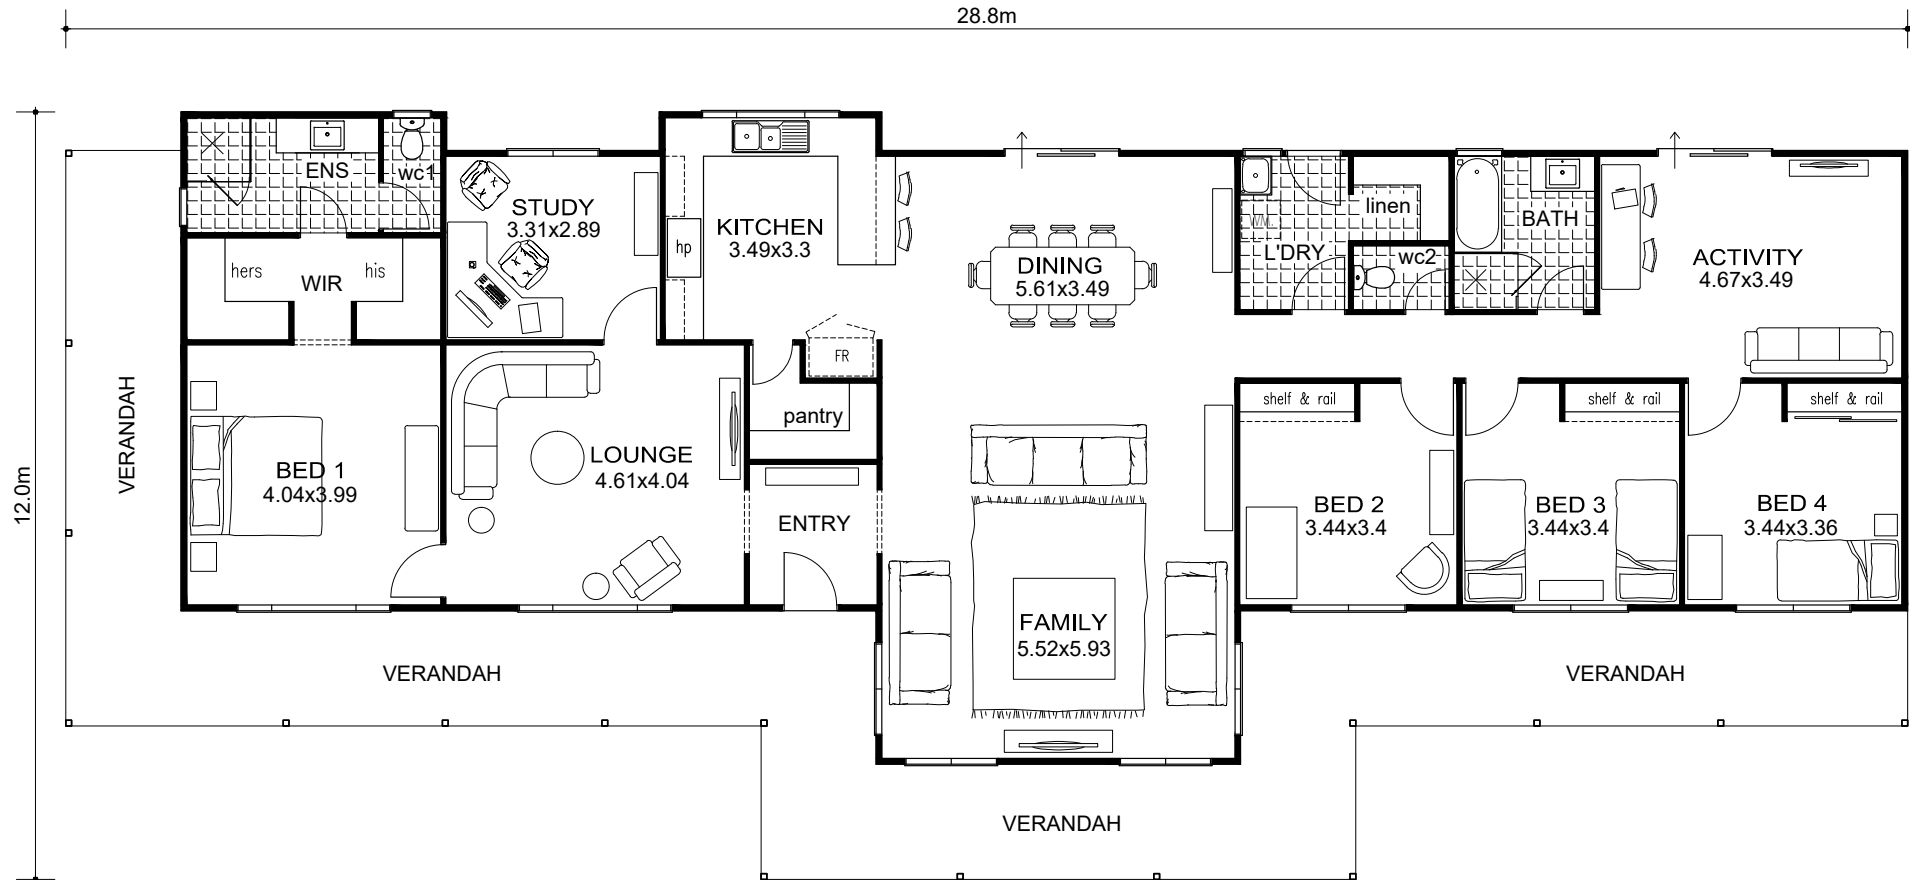 28.8m
12.0m
ENS
wc1
STUDY
3.31x2.89
KITCHEN
3.49x3.3
hp
hers
WIR
his
FR
pantry
DINING
5.61x3.49
W.M.
L'DRY
linen
wc2
BATH
ACTIVITY
4.67x3.49
VERANDAH
BED 1
4.04x3.99
LOUNGE
4.61x4.04
ENTRY
shelf & rail
shelf & rail
shelf & rail
BED 2
3.44x3.4
BED 3
3.44x3.4
BED 4
3.44x3.36
FAMILY
5.52x5.93
VERANDAH
VERANDAH
VERANDAH